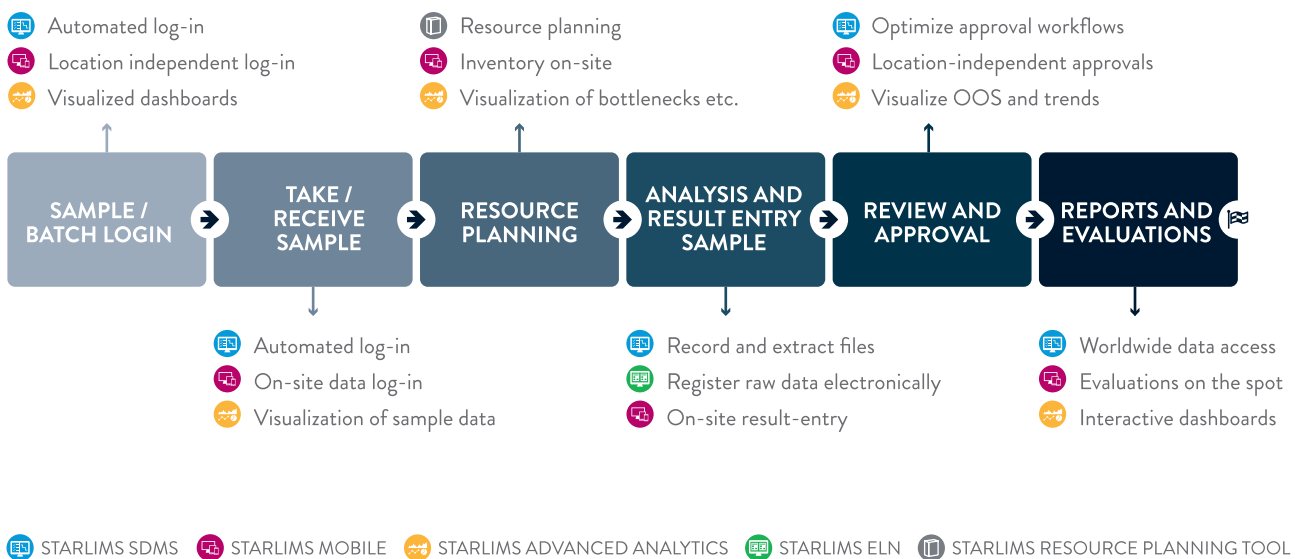 Automated log-in
Location independent log-in
Visualized dashboards
Resource planning
Inventory on-site
Visualization of bottlenecks etc.
Optimize approval workflows
Location-independent approvals
Visualize OOS and trends
SAMPLE /
BATCH LOGIN
TAKE /
RECEIVE
SAMPLE
RESOURCE
PLANNING
ANALYSIS AND
RESULT ENTRY
SAMPLE
REVIEW AND
APPROVAL
REPORTS AND
EVALUATIONS
Automated log-in
On-site data log-in
Visualization of sample data
Record and extract files
Register raw data electronically
On-site result-entry
Worldwide data access
Evaluations on the spot
Interactive dashboards
STARLIMS SDMS
STARLIMS MOBILE
STARLIMS ADVANCED ANALYTICS
STARLIMS ELN
STARLIMS RESOURCE PLANNING TOOL